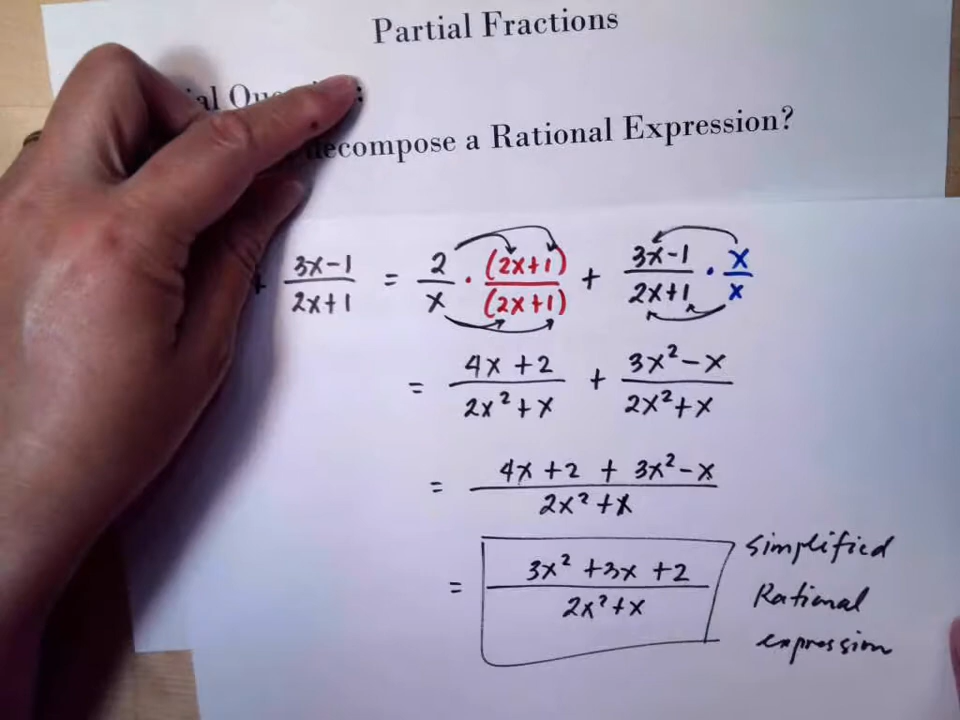 Partial Fractions
decompose a Rational Expression?
+ 3x-1 / 2x+1 = 2 / x · (2x+1) / (2x+1) + 3x-1 / 2x+1 · x / x
= 4x+2 / 2x²+x + 3x²-x / 2x²+x
= 4x+2 + 3x²-x / 2x²+x
= 3x²+3x+2 / 2x²+x
Simplified
Rational
expression